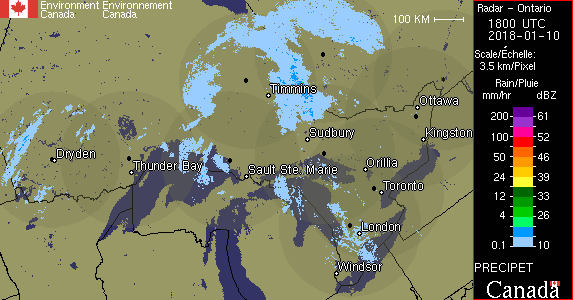 Environment Environnement
Canada Canada
100 KM
Radar - Ontario
1800 UTC
2018-01-10
Scale/Échelle:
3.5 km/Pixel
Rain/Pluie
mm/hr dBZ
200 61
100 52
50 46
24 39
12 33
4 26
0.1 10
PRECIPET
Canada
Timmins
Ottawa
Sudbury
Kingston
Dryden
Thunder Bay
Sault Ste. Marie
Orillia
Toronto
London
Windsor